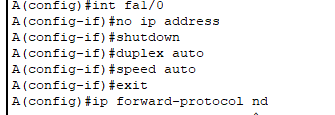 A(config)#int fa1/0
A(config-if)#no ip address
A(config-if)#shutdown
A(config-if)#duplex auto
A(config-if)#speed auto
A(config-if)#exit
A(config)#ip forward-protocol nd
^